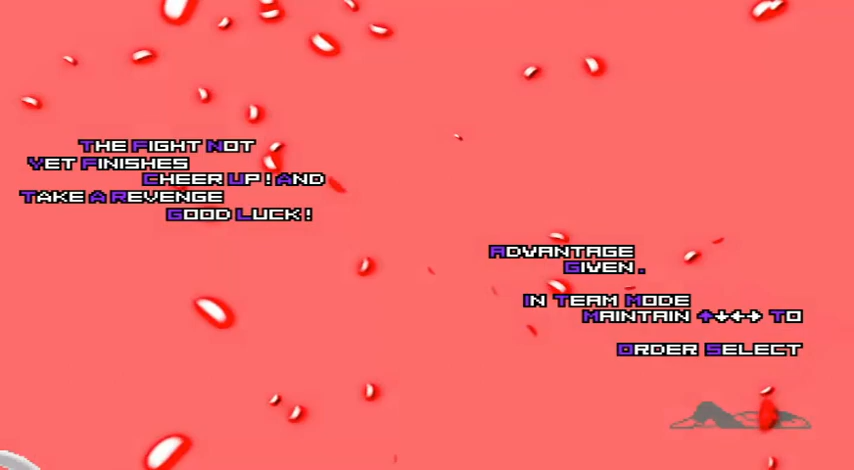 The Fight Not
Yet Finishes
Cheer Up! And
Take A Revenge
Good Luck!
Advantage
Given.
In Team Mode
Maintain ↑↓←→ To
Order Select